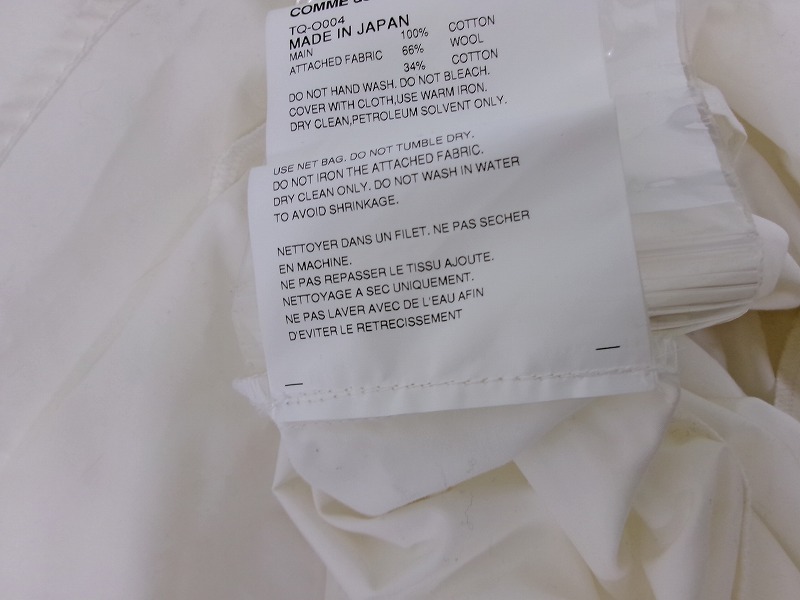 COMME
TQ-O004
MADE IN JAPAN
MAIN 100% COTTON
ATTACHED FABRIC 66% WOOL
34% COTTON
DO NOT HAND WASH. DO NOT BLEACH.
COVER WITH CLOTH,USE WARM IRON.
DRY CLEAN,PETROLEUM SOLVENT ONLY.
USE NET BAG. DO NOT TUMBLE DRY.
DO NOT IRON THE ATTACHED FABRIC.
DRY CLEAN ONLY. DO NOT WASH IN WATER
TO AVOID SHRINKAGE.
NETTOYER DANS UN FILET. NE PAS SECHER
EN MACHINE.
NE PAS REPASSER LE TISSU AJOUTE.
NETTOYAGE A SEC UNIQUEMENT.
NE PAS LAVER AVEC DE L'EAU AFIN
D'EVITER LE RETRECISSEMENT